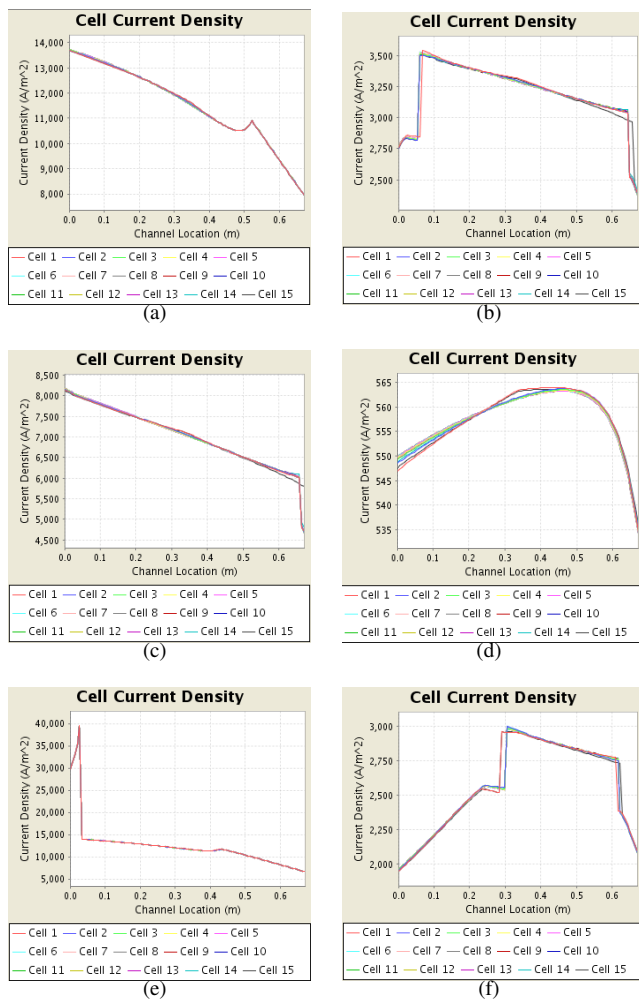 Cell Current Density
Current Density (A/m^2)
14,000
13,000
12,000
11,000
10,000
9,000
8,000
0.0 0.1 0.2 0.3 0.4 0.5 0.6
Channel Location (m)
Cell 1 Cell 2 Cell 3 Cell 4 Cell 5
Cell 6 Cell 7 Cell 8 Cell 9 Cell 10
Cell 11 Cell 12 Cell 13 Cell 14 Cell 15
(a)
Cell Current Density
Current Density (A/m^2)
3,500
3,250
3,000
2,750
2,500
0.0 0.1 0.2 0.3 0.4 0.5 0.6
Channel Location (m)
Cell 1 Cell 2 Cell 3 Cell 4 Cell 5
Cell 6 Cell 7 Cell 8 Cell 9 Cell 10
Cell 11 Cell 12 Cell 13 Cell 14 Cell 15
(b)
Cell Current Density
Current Density (A/m^2)
8,500
8,000
7,500
7,000
6,500
6,000
5,500
5,000
4,500
0.0 0.1 0.2 0.3 0.4 0.5 0.6
Channel Location (m)
Cell 1 Cell 2 Cell 3 Cell 4 Cell 5
Cell 6 Cell 7 Cell 8 Cell 9 Cell 10
Cell 11 Cell 12 Cell 13 Cell 14 Cell 15
(c)
Cell Current Density
Current Density (A/m^2)
565
560
555
550
545
540
535
0.0 0.1 0.2 0.3 0.4 0.5 0.6
Channel Location (m)
Cell 1 Cell 2 Cell 3 Cell 4 Cell 5
Cell 6 Cell 7 Cell 8 Cell 9 Cell 10
Cell 11 Cell 12 Cell 13 Cell 14 Cell 15
(d)
Cell Current Density
Current Density (A/m^2)
40,000
35,000
30,000
25,000
20,000
15,000
10,000
5,000
0.0 0.1 0.2 0.3 0.4 0.5 0.6
Channel Location (m)
Cell 1 Cell 2 Cell 3 Cell 4 Cell 5
Cell 6 Cell 7 Cell 8 Cell 9 Cell 10
Cell 11 Cell 12 Cell 13 Cell 14 Cell 15
(e)
Cell Current Density
Current Density (A/m^2)
3,000
2,750
2,500
2,250
2,000
0.0 0.1 0.2 0.3 0.4 0.5 0.6
Channel Location (m)
Cell 1 Cell 2 Cell 3 Cell 4 Cell 5
Cell 6 Cell 7 Cell 8 Cell 9 Cell 10
Cell 11 Cell 12 Cell 13 Cell 14 Cell 15
(f)